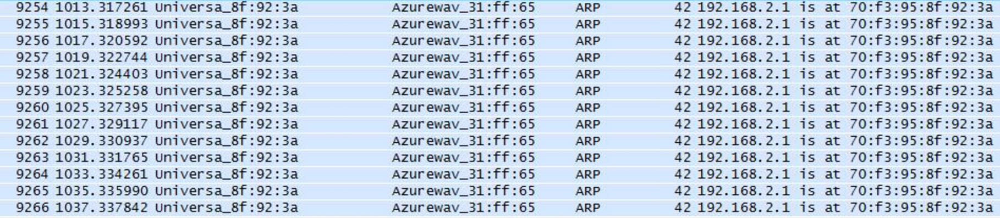 9254 1013.317261 Universa_8f:92:3a Azurewav_31:ff:65 ARP 42 192.168.2.1 is at 70:f3:95:8f:92:3a
9255 1015.318993 Universa_8f:92:3a Azurewav_31:ff:65 ARP 42 192.168.2.1 is at 70:f3:95:8f:92:3a
9256 1017.320592 Universa_8f:92:3a Azurewav_31:ff:65 ARP 42 192.168.2.1 is at 70:f3:95:8f:92:3a
9257 1019.322744 Universa_8f:92:3a Azurewav_31:ff:65 ARP 42 192.168.2.1 is at 70:f3:95:8f:92:3a
9258 1021.324403 Universa_8f:92:3a Azurewav_31:ff:65 ARP 42 192.168.2.1 is at 70:f3:95:8f:92:3a
9259 1023.325258 Universa_8f:92:3a Azurewav_31:ff:65 ARP 42 192.168.2.1 is at 70:f3:95:8f:92:3a
9260 1025.327395 Universa_8f:92:3a Azurewav_31:ff:65 ARP 42 192.168.2.1 is at 70:f3:95:8f:92:3a
9261 1027.329117 Universa_8f:92:3a Azurewav_31:ff:65 ARP 42 192.168.2.1 is at 70:f3:95:8f:92:3a
9262 1029.330937 Universa_8f:92:3a Azurewav_31:ff:65 ARP 42 192.168.2.1 is at 70:f3:95:8f:92:3a
9263 1031.331765 Universa_8f:92:3a Azurewav_31:ff:65 ARP 42 192.168.2.1 is at 70:f3:95:8f:92:3a
9264 1033.334261 Universa_8f:92:3a Azurewav_31:ff:65 ARP 42 192.168.2.1 is at 70:f3:95:8f:92:3a
9265 1035.335990 Universa_8f:92:3a Azurewav_31:ff:65 ARP 42 192.168.2.1 is at 70:f3:95:8f:92:3a
9266 1037.337842 Universa_8f:92:3a Azurewav_31:ff:65 ARP 42 192.168.2.1 is at 70:f3:95:8f:92:3a